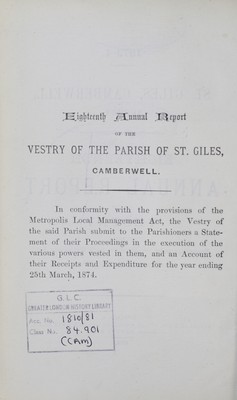 Eighteenth Annual Report
OF THE
VESTRY OF THE PARISH OF ST. GILES,
CAMBERWELL.
In conformity with the provisions of the
Metropolis Local Management Act, the Vestry of
the said Parish submit to the Parishioners a State-
ment of their Proceedings in the execution of the
various powers vested in them, and an Account of
their Receipts and Expenditure for the year ending
25th March, 1874.
G. L. C.
GREATER LONDON HISTORY LIBRARY
Acc. No. 1810/81
Class No. 84.901
(CAM)